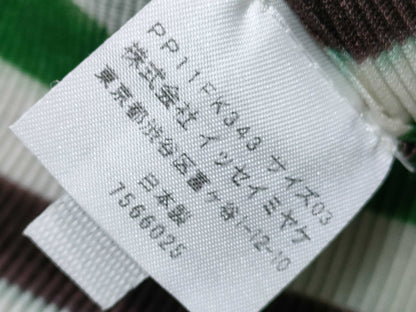 PP11FK343 サイズ03
株式会社 イッセイミヤケ
東京都渋谷区富ヶ谷1-12-10
日本製
7566025